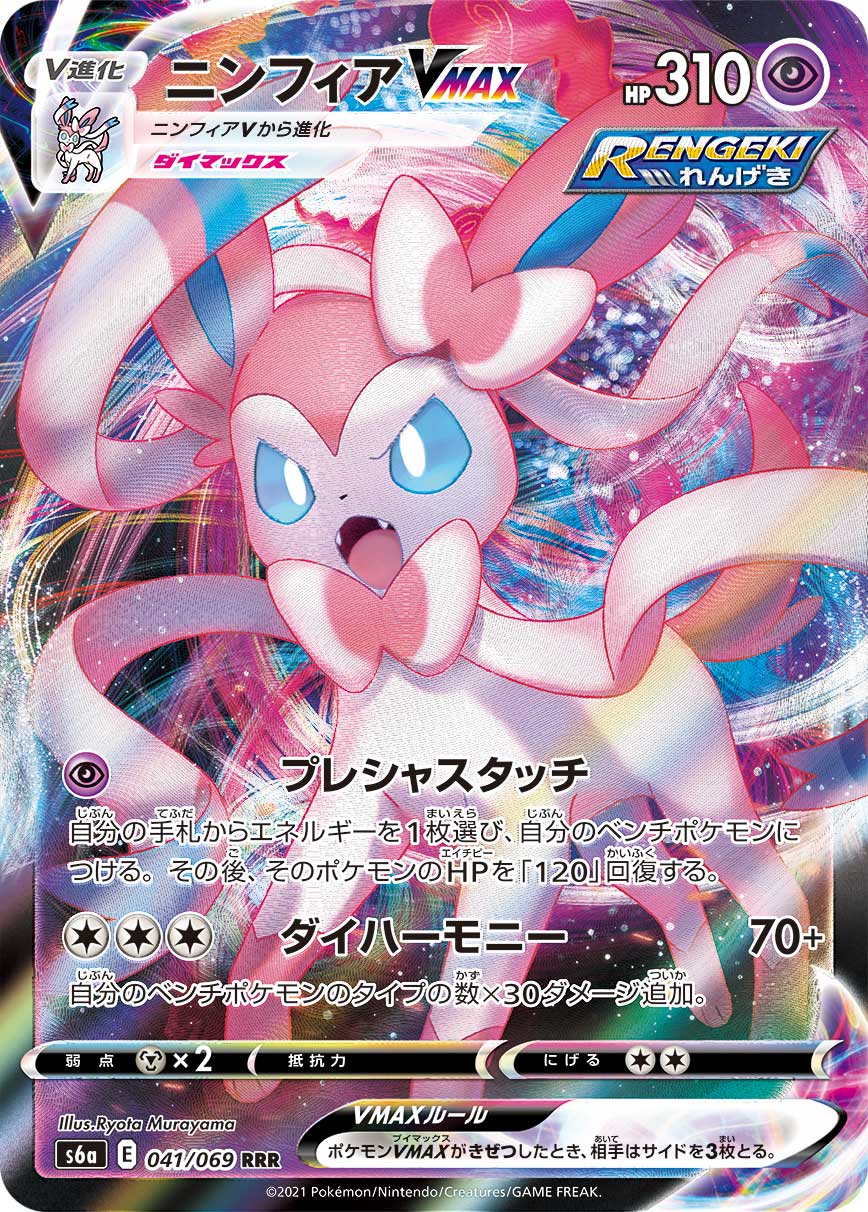 V進化
ニンフィアVMAX
HP310
ニンフィアVから進化
ダイマックス
RENGEKI
れんげき
プレシャスタッチ
自分の手札からエネルギーを1枚選び、自分のベンチポケモンに
つける。その後、そのポケモンのHPを「120」回復する。
ダイハーモニー 70+
自分のベンチポケモンのタイプの数×30ダメージ追加。
弱点 ×2 抵抗力 にげる
Illus.Ryota Murayama
VMAXルール
ポケモンVMAXがきぜつしたとき、相手はサイドを3枚とる。
s6a E 041/069 RRR
©2021 Pokémon/Nintendo/Creatures/GAME FREAK.